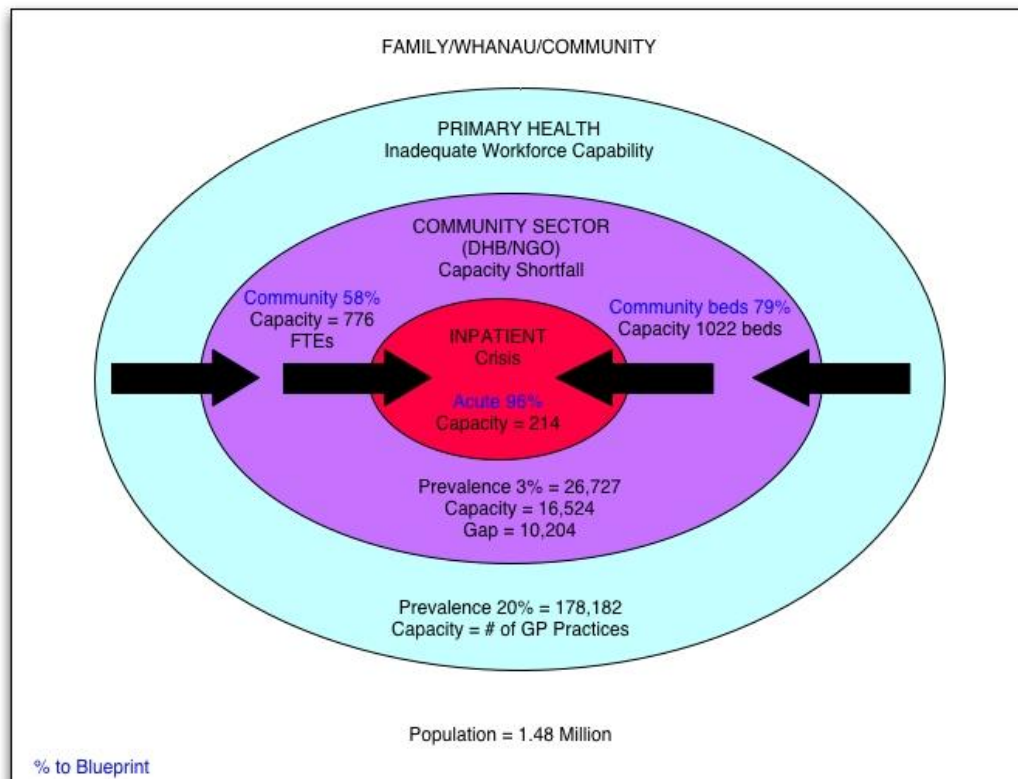 FAMILY/WHANAU/COMMUNITY
PRIMARY HEALTH
Inadequate Workforce Capability
COMMUNITY SECTOR
(DHB/NGO)
Capacity Shortfall
Community 58%
Capacity = 776
FTEs
Community beds 79%
Capacity 1022 beds
INPATIENT
Crisis
Acute 96%
Capacity = 214
Prevalence 3% = 26,727
Capacity = 16,524
Gap = 10,204
Prevalence 20% = 178,182
Capacity = # of GP Practices
Population = 1.48 Million
% to Blueprint